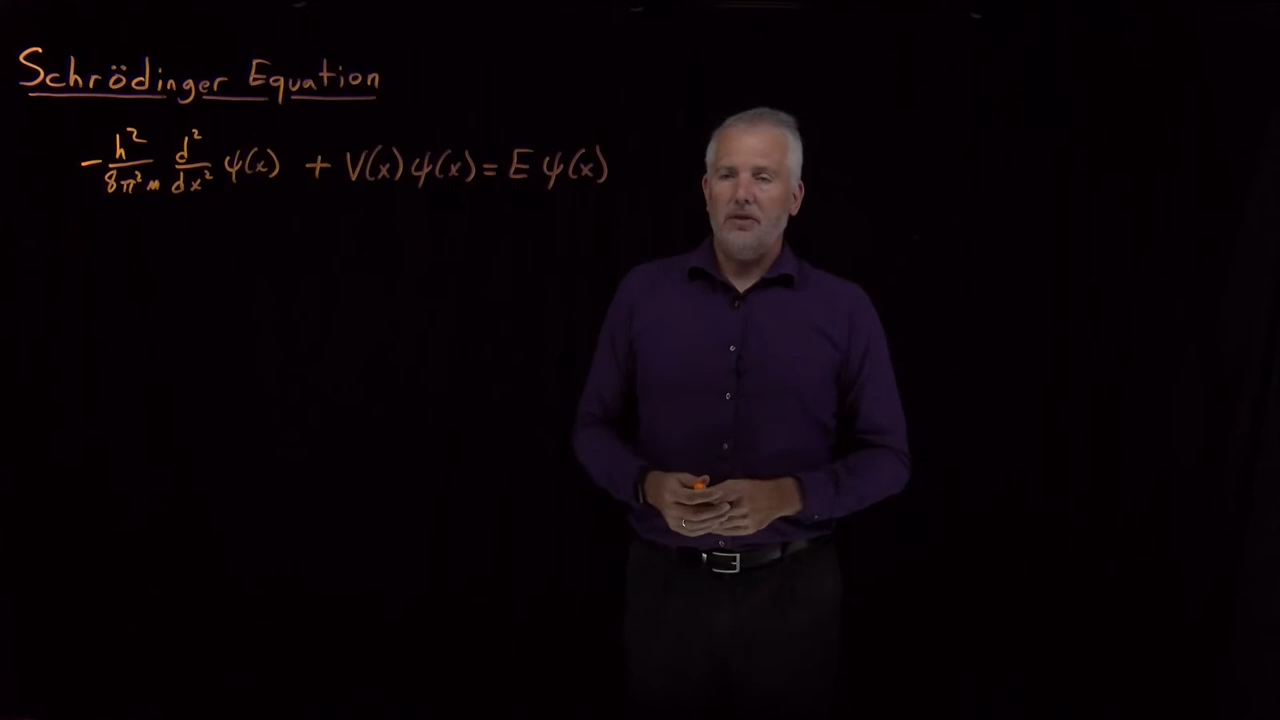 Schrödinger Equation
-h²/8π²m d²/dx² ψ(x) + V(x) ψ(x) = E ψ(x)